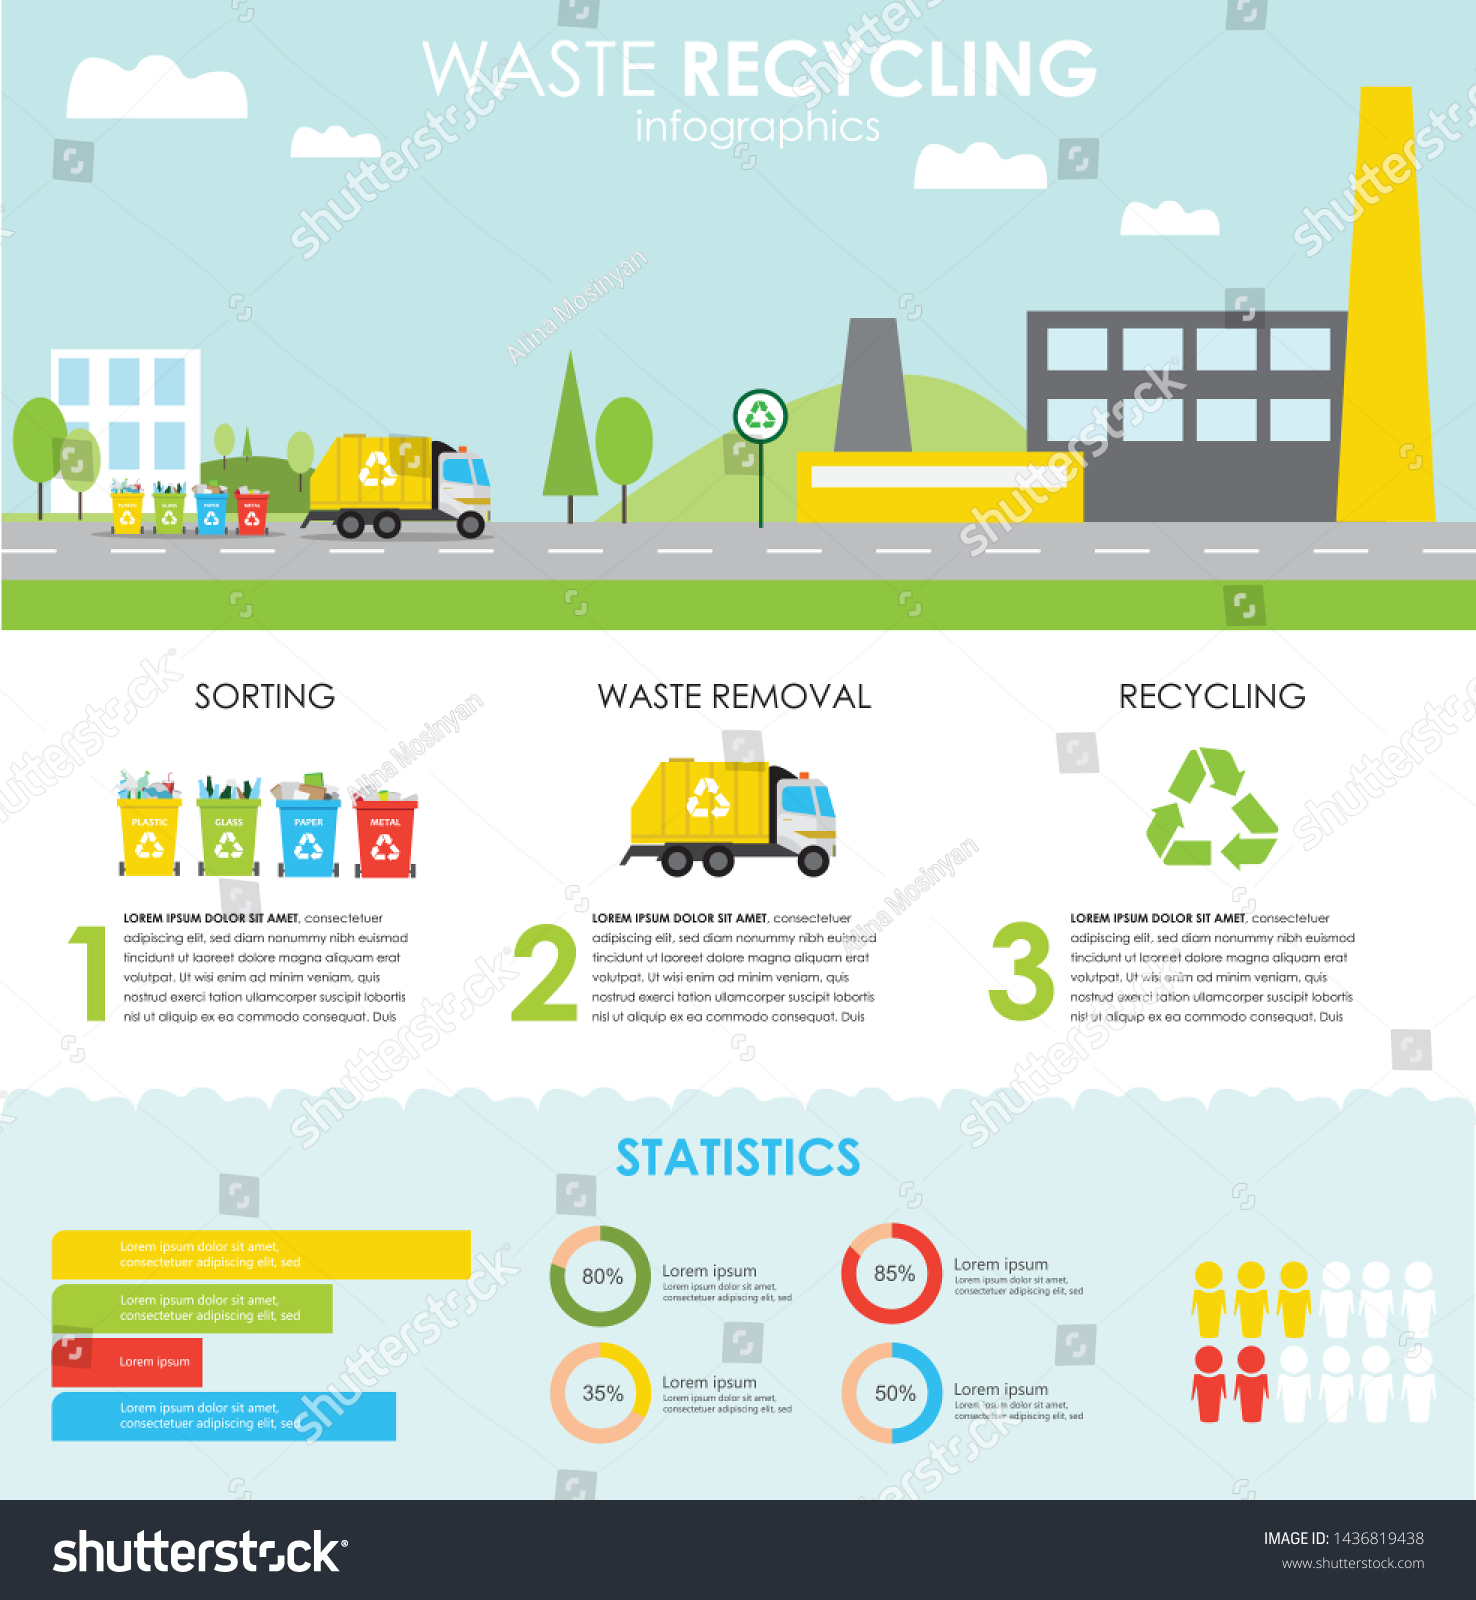 WASTE RECYCLING
infographics
PLASTIC
GLASS
PAPER
METAL
SORTING
WASTE REMOVAL
RECYCLING
PLASTIC
GLASS
PAPER
METAL
1
LOREM IPSUM DOLOR SIT AMET, consectetuer
adipiscing elit, sed diam nonummy nibh euismod
tincidunt ut laoreet dolore magna aliquam erat
volutpat. Ut wisi enim ad minim veniam, quis
nostrud exerci tation ullamcorper suscipit lobortis
nisl ut aliquip ex ea commodo consequat. Duis
2
LOREM IPSUM DOLOR SIT AMET, consectetuer
adipiscing elit, sed diam nonummy nibh euismod
tincidunt ut laoreet dolore magna aliquam erat
volutpat. Ut wisi enim ad minim veniam, quis
nostrud exerci tation ullamcorper suscipit lobortis
nisl ut aliquip ex ea commodo consequat. Duis
3
LOREM IPSUM DOLOR SIT AMET, consectetuer
adipiscing elit, sed diam nonummy nibh euismod
tincidunt ut laoreet dolore magna aliquam erat
volutpat. Ut wisi enim ad minim veniam, quis
nostrud exerci tation ullamcorper suscipit lobortis
nisl ut aliquip ex ea commodo consequat. Duis
STATISTICS
Lorem ipsum dolor sit amet,
consectetuer adipiscing elit, sed
Lorem ipsum dolor sit amet,
consectetuer adipiscing elit, sed
Lorem ipsum
Lorem ipsum dolor sit amet,
consectetuer adipiscing elit, sed
80%
Lorem ipsum
Lorem ipsum dolor sit amet,
consectetuer adipiscing elit, sed
85%
Lorem ipsum
Lorem ipsum dolor sit amet,
consectetuer adipiscing elit, sed
35%
Lorem ipsum
Lorem ipsum dolor sit amet,
consectetuer adipiscing elit, sed
50%
Lorem ipsum
Lorem ipsum dolor sit amet,
consectetuer adipiscing elit, sed
shutterstock
Alina Mosinyan
shutterstock
IMAGE ID: 1436819438
www.shutterstock.com